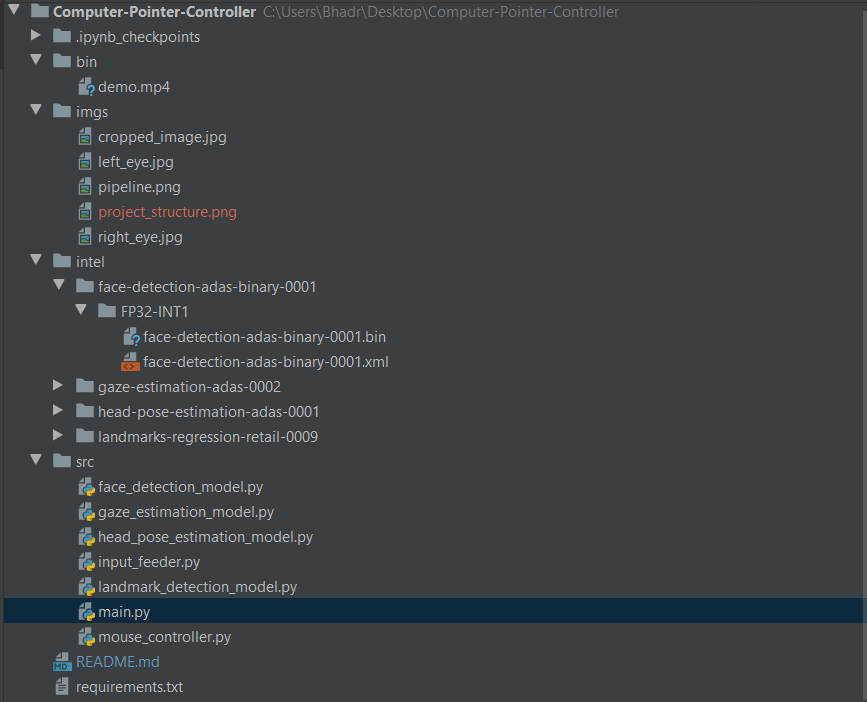 Computer-Pointer-Controller C:\Users\Bhadr\Desktop\Computer-Pointer-Controller
.ipynb_checkpoints
bin
demo.mp4
imgs
cropped_image.jpg
left_eye.jpg
pipeline.png
project_structure.png
right_eye.jpg
intel
face-detection-adas-binary-0001
FP32-INT1
face-detection-adas-binary-0001.bin
face-detection-adas-binary-0001.xml
gaze-estimation-adas-0002
head-pose-estimation-adas-0001
landmarks-regression-retail-0009
src
face_detection_model.py
gaze_estimation_model.py
head_pose_estimation_model.py
input_feeder.py
landmark_detection_model.py
main.py
mouse_controller.py
MD README.md
requirements.txt